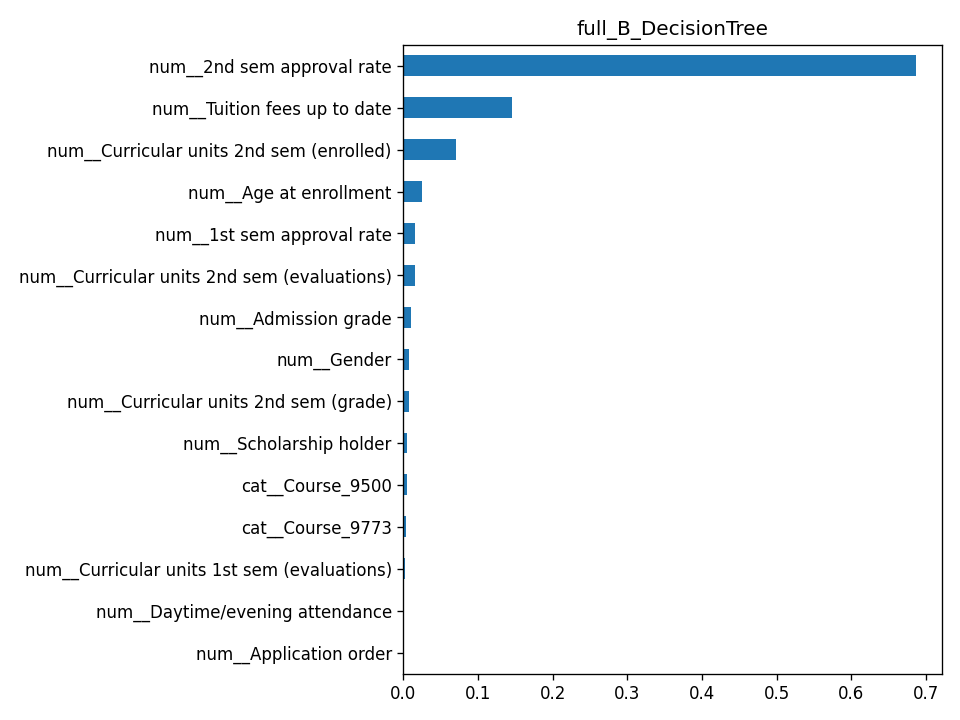 full_B_DecisionTree
num__2nd sem approval rate
num__Tuition fees up to date
num__Curricular units 2nd sem (enrolled)
num__Age at enrollment
num__1st sem approval rate
num__Curricular units 2nd sem (evaluations)
num__Admission grade
num__Gender
num__Curricular units 2nd sem (grade)
num__Scholarship holder
cat__Course_9500
cat__Course_9773
num__Curricular units 1st sem (evaluations)
num__Daytime/evening attendance
num__Application order
0.0 0.1 0.2 0.3 0.4 0.5 0.6 0.7